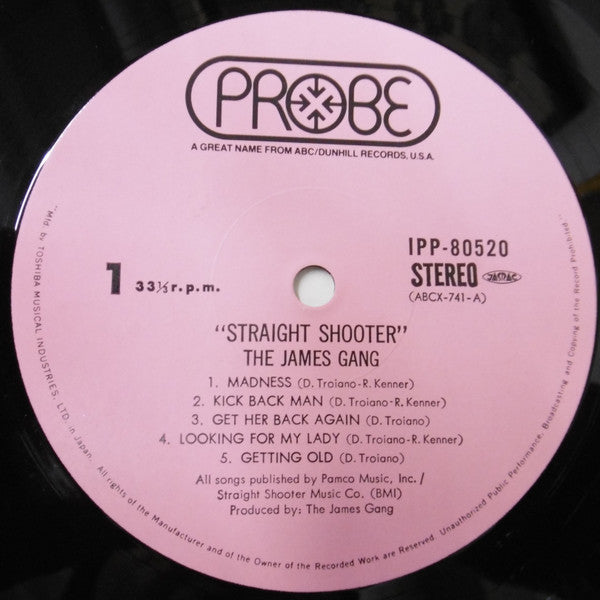 PROBE
A GREAT NAME FROM ABC/DUNHILL RECORDS, U.S.A.
IPP-80520
1 33⅓ r.p.m.
STEREO JASRAC
(ABCX-741-A)
"STRAIGHT SHOOTER"
THE JAMES GANG
1. MADNESS (D. Troiano-R. Kenner)
2. KICK BACK MAN (D. Troiano-R. Kenner)
3. GET HER BACK AGAIN (D. Troiano)
4. LOOKING FOR MY LADY (D. Troiano-R. Kenner)
5. GETTING OLD (D. Troiano)
All songs published by Pamco Music, Inc./
Straight Shooter Music Co. (BMI)
Produced by: The James Gang
"Mfd. by TOSHIBA MUSICAL INDUSTRIES, LTD. in Japan. All rights of the Manufacturer and of the Owner of the Recorded Work are Reserved. Unauthorized Public Performance, Broadcasting and Copying of the Record Prohibited."